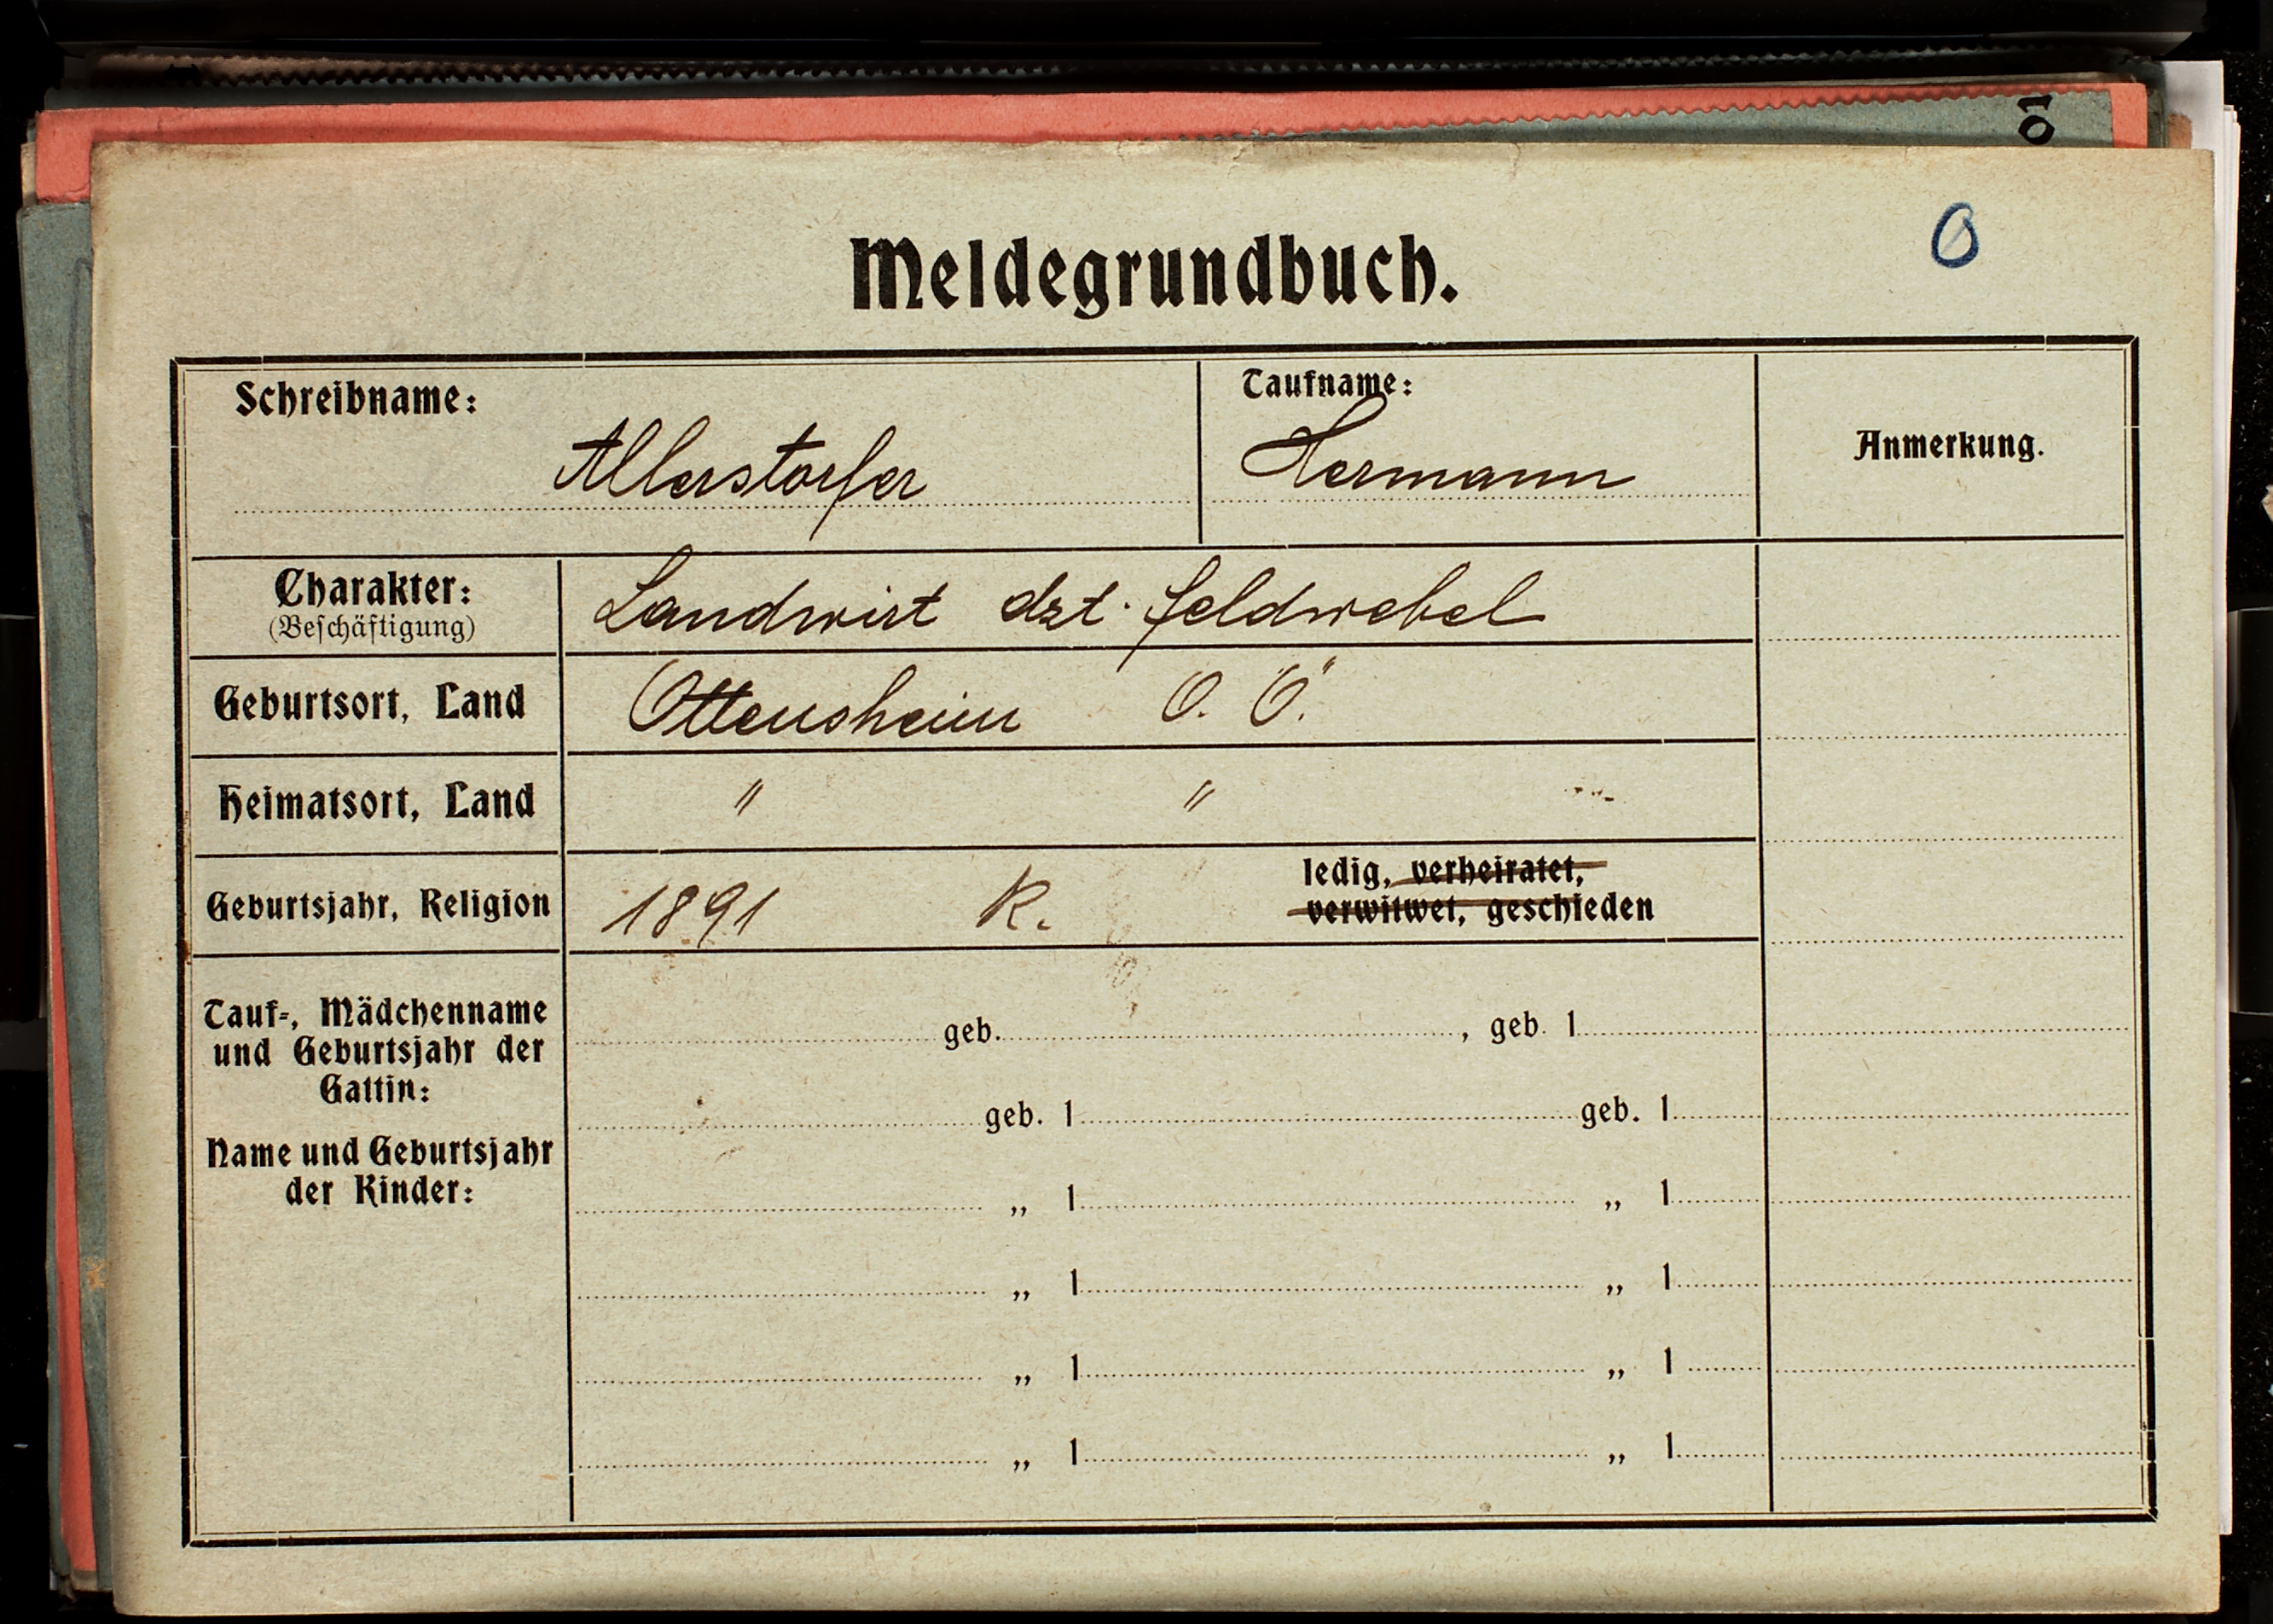 10
O
Meldegrundbuch.
Schreibname:
Taufname:
Anmerkung.
Allerstorfer
Hermann
Charakter:
(Beschäftigung)
Landwirt dzt. Feldwebel
Geburtsort, Land
Ottensheim O. Ö.
Heimatsort, Land
" "
Geburtsjahr, Religion
1891 K.
ledig, verheiratet,
verwitwet, geschieden
Tauf-, Mädchenname
und Geburtsjahr der
Gattin:
geb. , geb. 1
geb. 1 geb. 1
Name und Geburtsjahr
der Kinder:
„ 1 „ 1
„ 1 „ 1
„ 1 „ 1
„ 1 „ 1